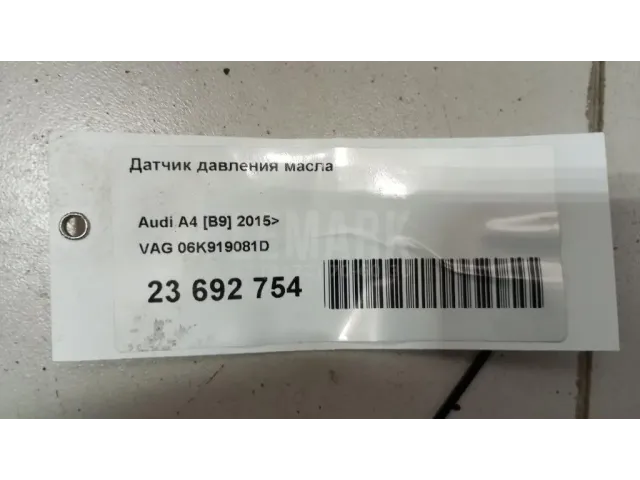 Датчик давления масла
Audi A4 [B9] 2015>
VAG 06K919081D
23 692 754